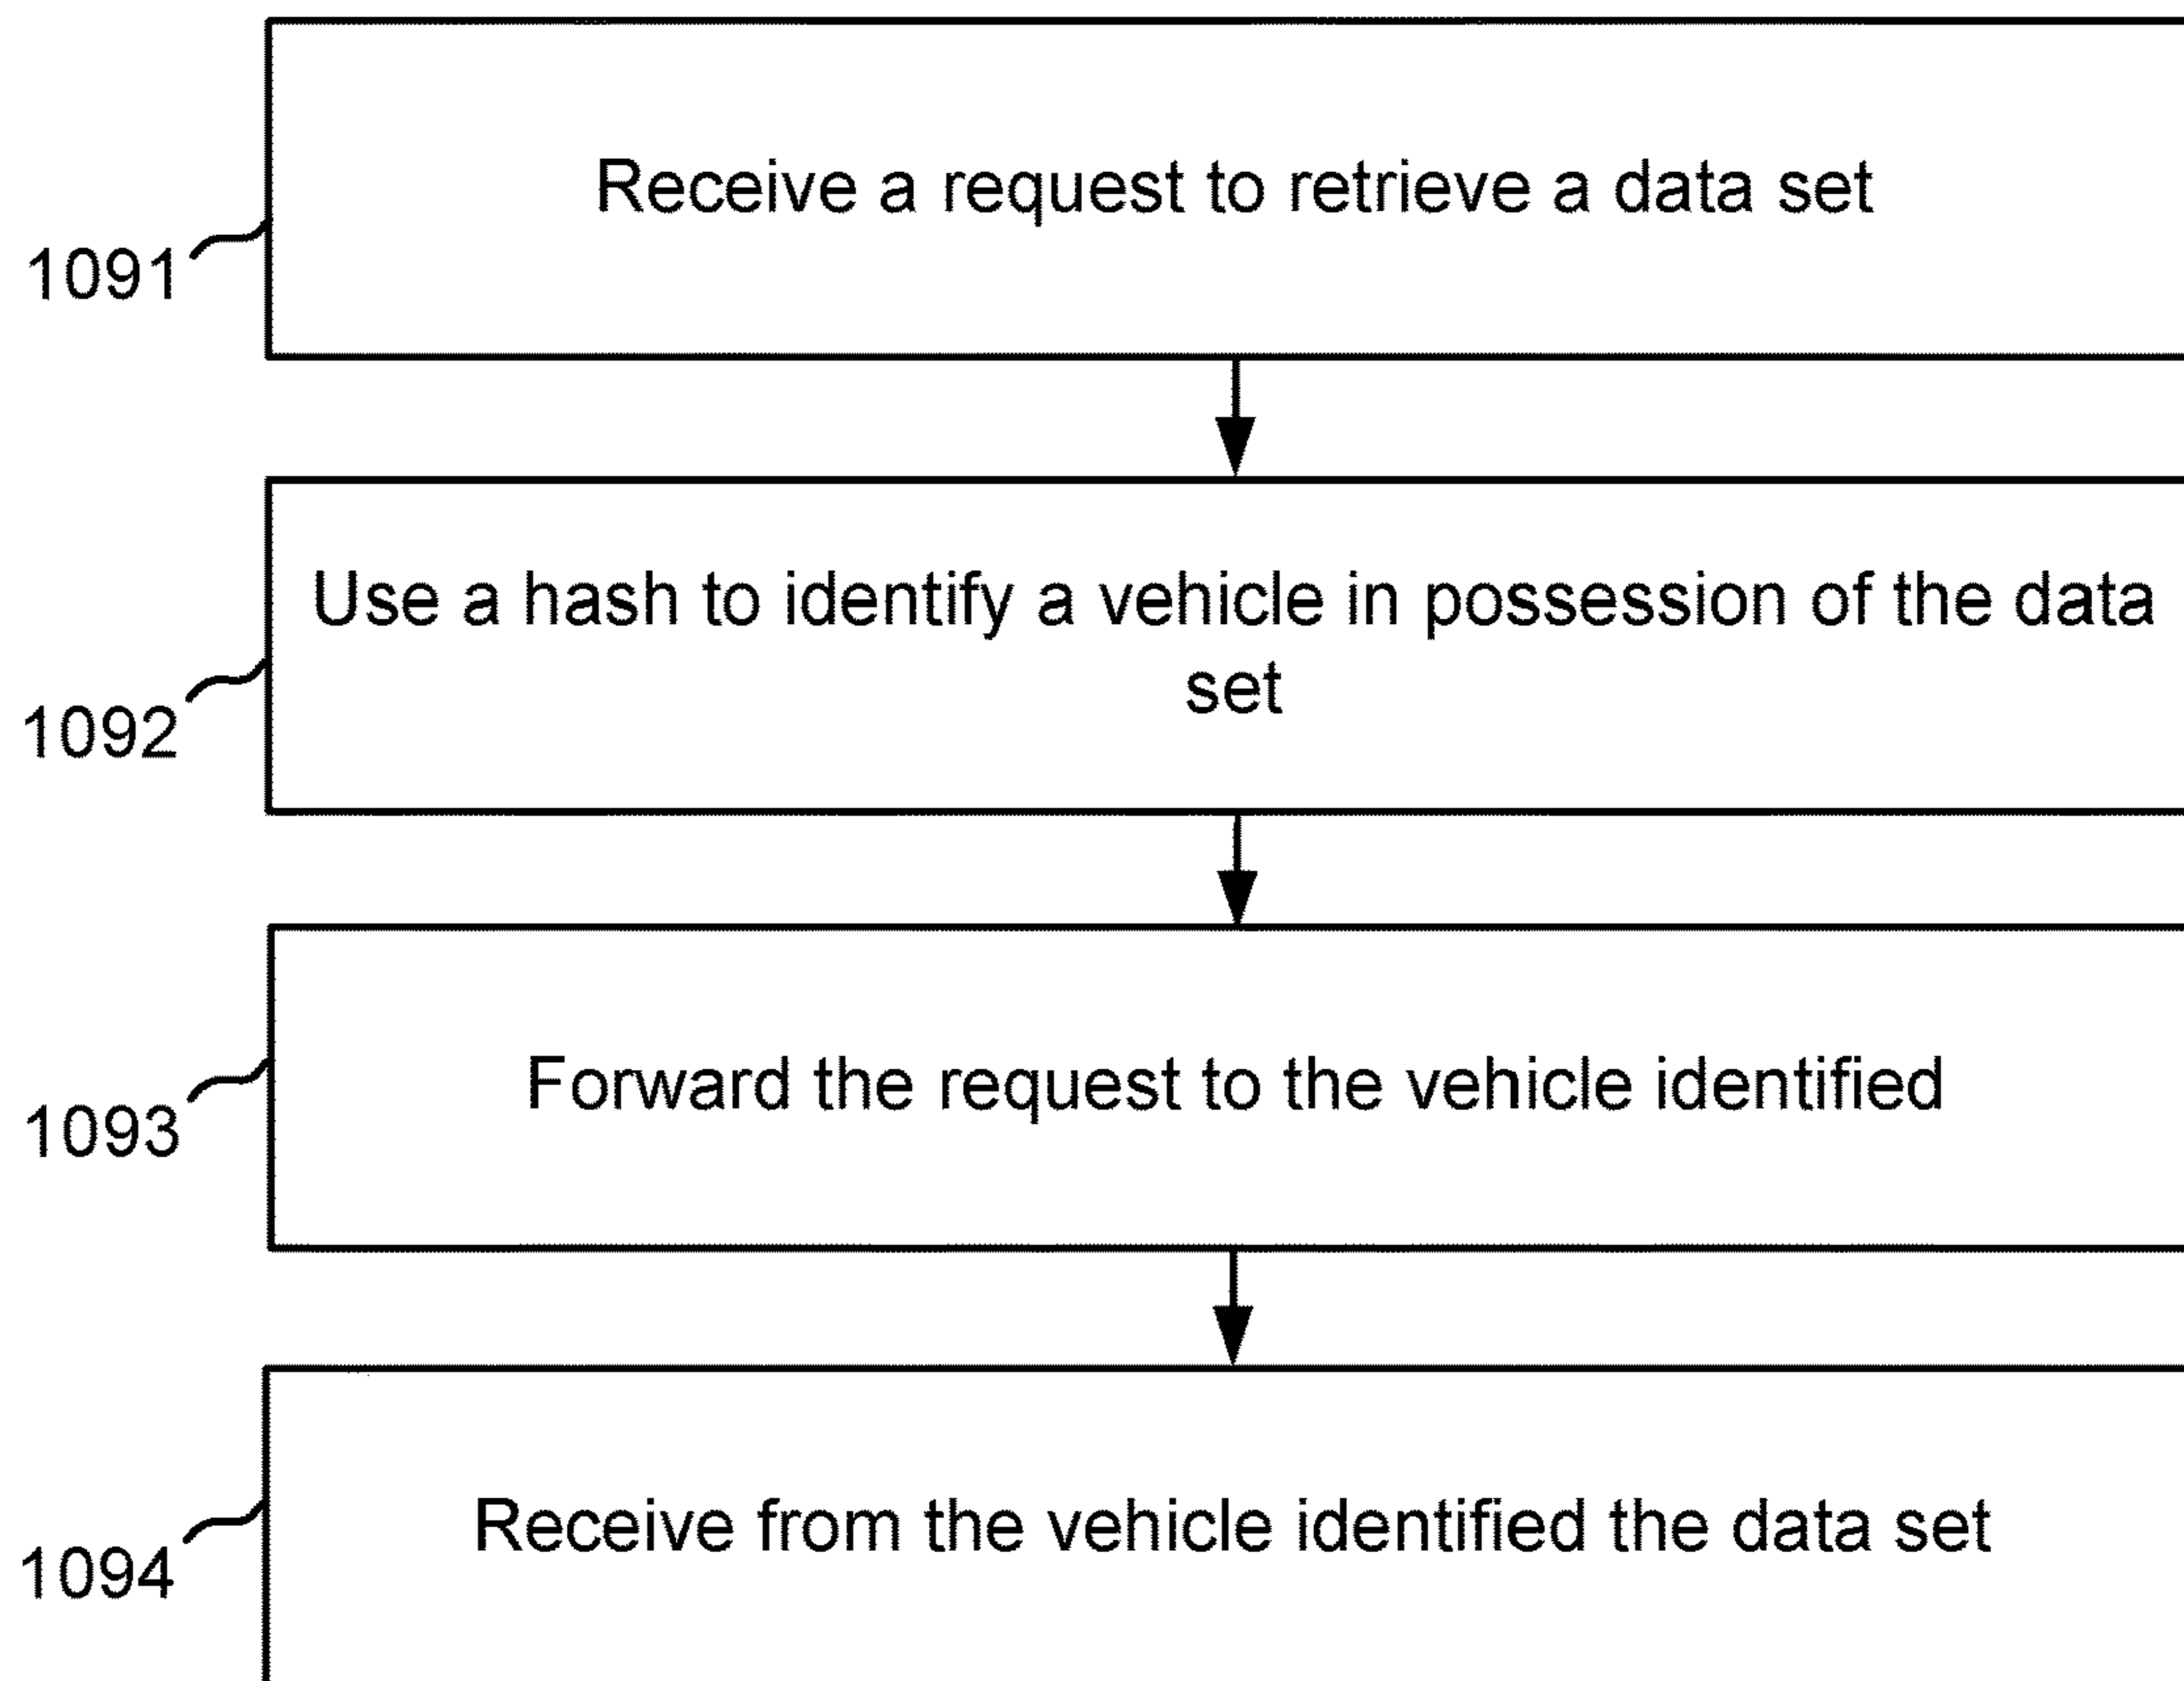 Receive a request to retrieve a data set
1091
Use a hash to identify a vehicle in possession of the data
set
1092
Forward the request to the vehicle identified
1093
Receive from the vehicle identified the data set
1094